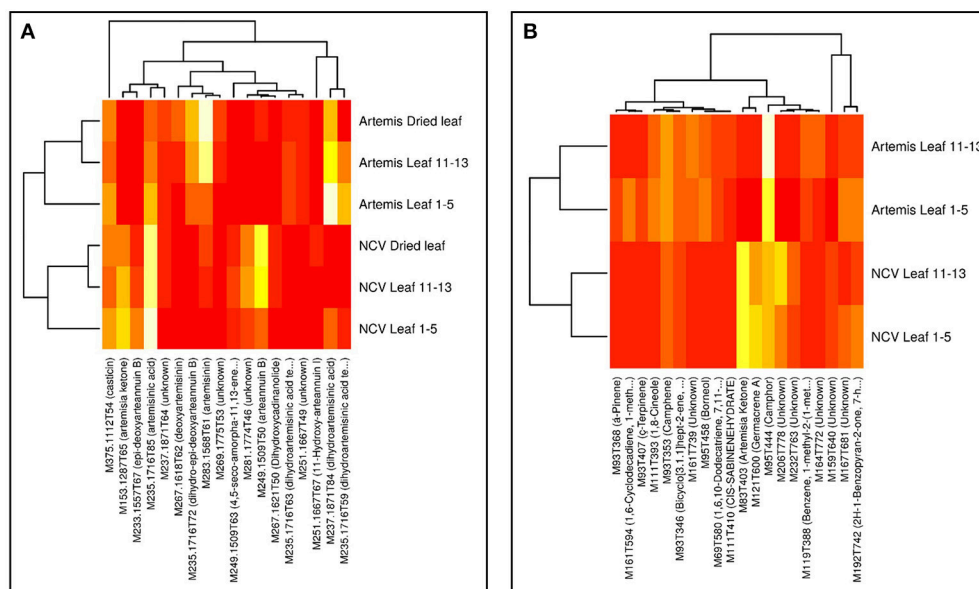 A
Artemis Dried leaf
Artemis Leaf 11-13
Artemis Leaf 1-5
NCV Dried leaf
NCV Leaf 11-13
NCV Leaf 1-5
M375.1112T54 (casticin)
M153.1287T65 (artemisia ketone)
M233.1557T67 (epi-deoxyarteannuin B)
M235.1716T85 (artemisinic acid)
M237.1871T64 (unknown)
M267.1618T62 (deoxyartemisinin)
M235.1716T72 (dihydro-epi-deoxyarteannuin B)
M283.1568T61 (artemisinin)
M269.1775T53 (unknown)
M249.1509T63 (4,5-seco-amorpha-11,13-ene...)
M281.1774T46 (unknown)
M249.1509T50 (arteannuin B)
M267.1621T50 (Dihydroxycadinanolide)
M235.1716T63 (dihydroartemisinic acid te...)
M251.1667T49 (unknown)
M251.1667T67 (11-Hydroxy-arteannuin I)
M237.1871T84 (dihydroartemisinic acid)
M235.1716T59 (dihydroartemisinic acid te...)
B
Artemis Leaf 11-13
Artemis Leaf 1-5
NCV Leaf 11-13
NCV Leaf 1-5
M93T368 (á-Pinene)
M161T594 (1,6-Cyclodecadiene, 1-meth...)
M93T407 (ç-Terpinene)
M111T393 (1,8-Cineole)
M93T353 (Camphene)
M93T346 (Bicyclo[3.1.1]hept-2-ene, ...)
M161T739 (Unknown)
M95T458 (Borneol)
M69T580 (1,6,10-Dodecatriene, 7,11-...)
M111T410 (CIS-SABINENEHYDRATE)
M83T403 (Artemisia Ketone)
M121T600 (Germacrene A)
M95T444 (Camphor)
M206T778 (Unknown)
M232T763 (Unknown)
M119T388 (Benzene, 1-methyl-2-(1-met...)
M164T772 (Unknown)
M159T640 (Unknown)
M167T681 (Unknown)
M192T742 (2H-1-Benzopyran-2-one, 7-h...)